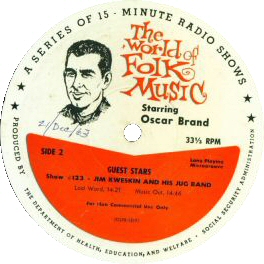 A SERIES OF 15 - MINUTE RADIO SHOWS
The World of
FOLK
MUSIC
Starring
Oscar Brand
21/Dec/63
33⅓ RPM
SIDE 2
Long Playing
Microgroove
GUEST STARS
Show #123 - JIM KWESKIN AND HIS JUG BAND
Last Word, 14:21 Music Out, 14:46
For Non Commercial Use Only
PRODUCED BY
THE DEPARTMENT OF HEALTH, EDUCATION, AND WELFARE - SOCIAL SECURITY ADMINISTRATION